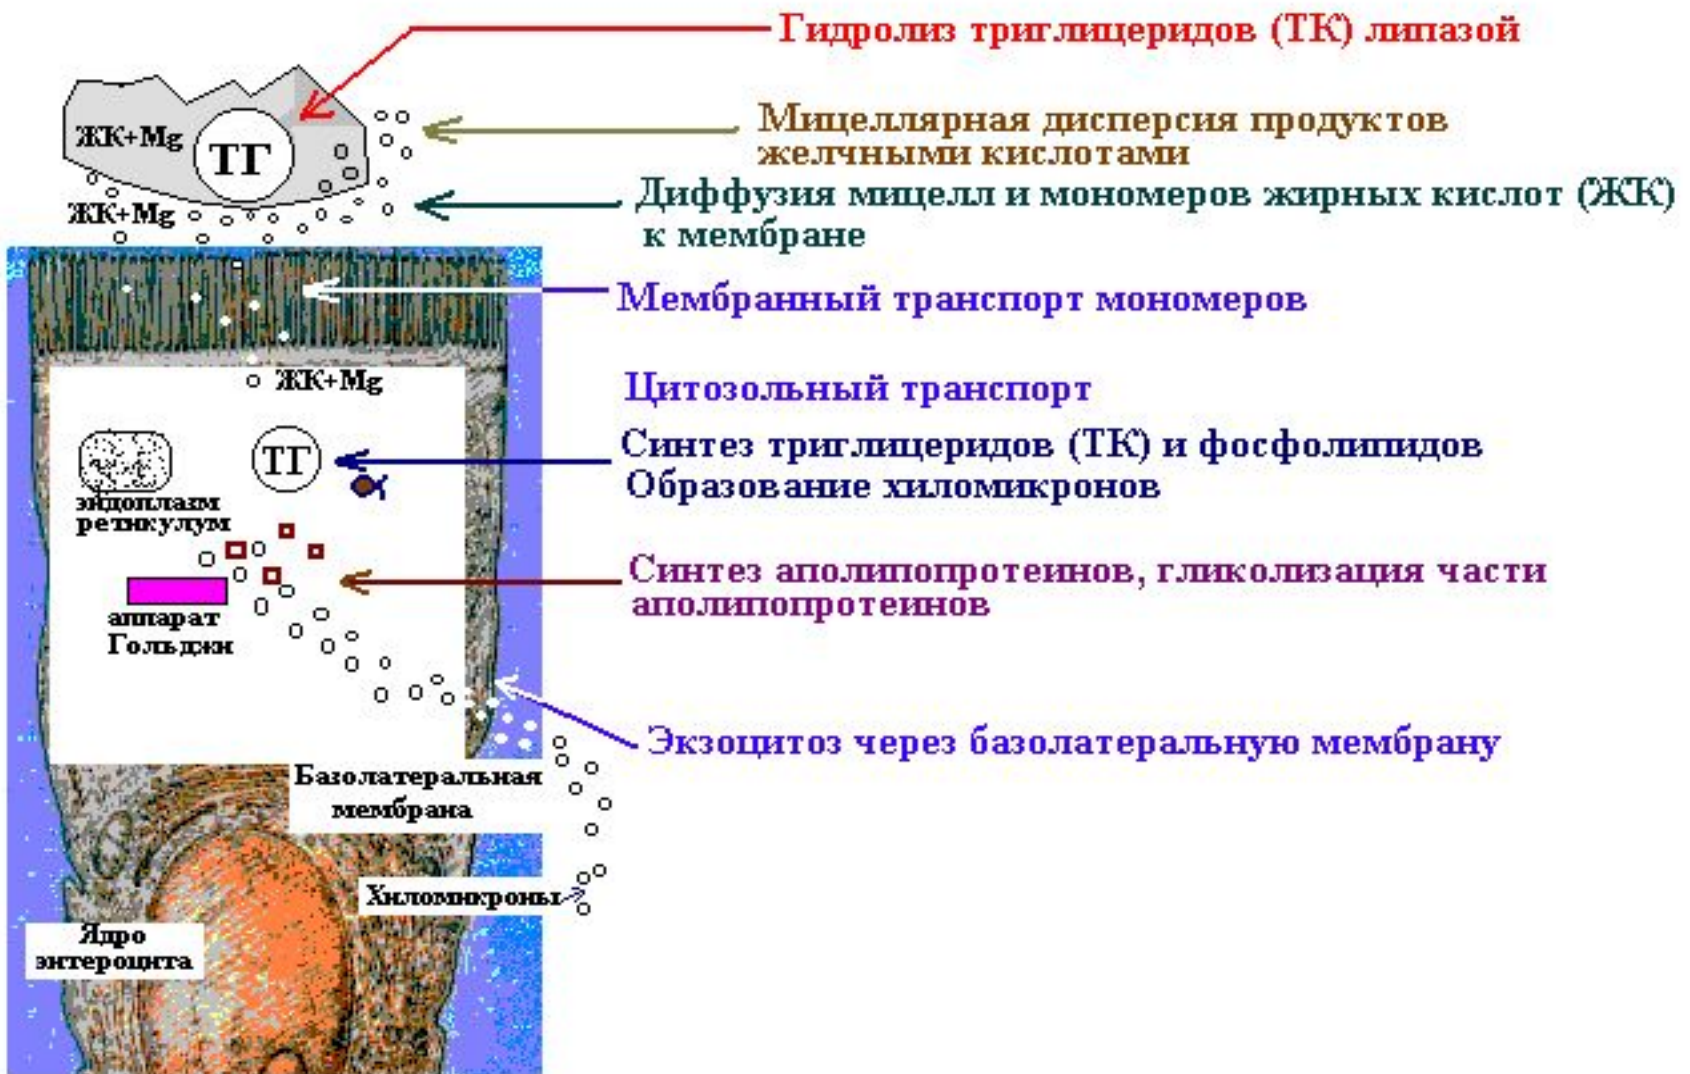 Гидролиз триглицеридов (ТК) липазой
Мицеллярная дисперсия продуктов
желчными кислотами
Диффузия мицелл и мономеров жирных кислот (ЖК)
к мембране
Мембранный транспорт мономеров
Цитозольный транспорт
Синтез триглицеридов (ТК) и фосфолипидов
Образование хиломикронов
Синтез аполипопротеинов, гликолизация части
аполипопротеинов
Экзоцитоз через базолатеральную мембрану
ЖК+Mg
ТГ
ЖК+Mg
ЖК+Mg
ТГ
эндоплазм
ретикулум
аппарат
Гольджи
Базолатеральная
мембрана
Хиломикроны
Ядро
энтероцита